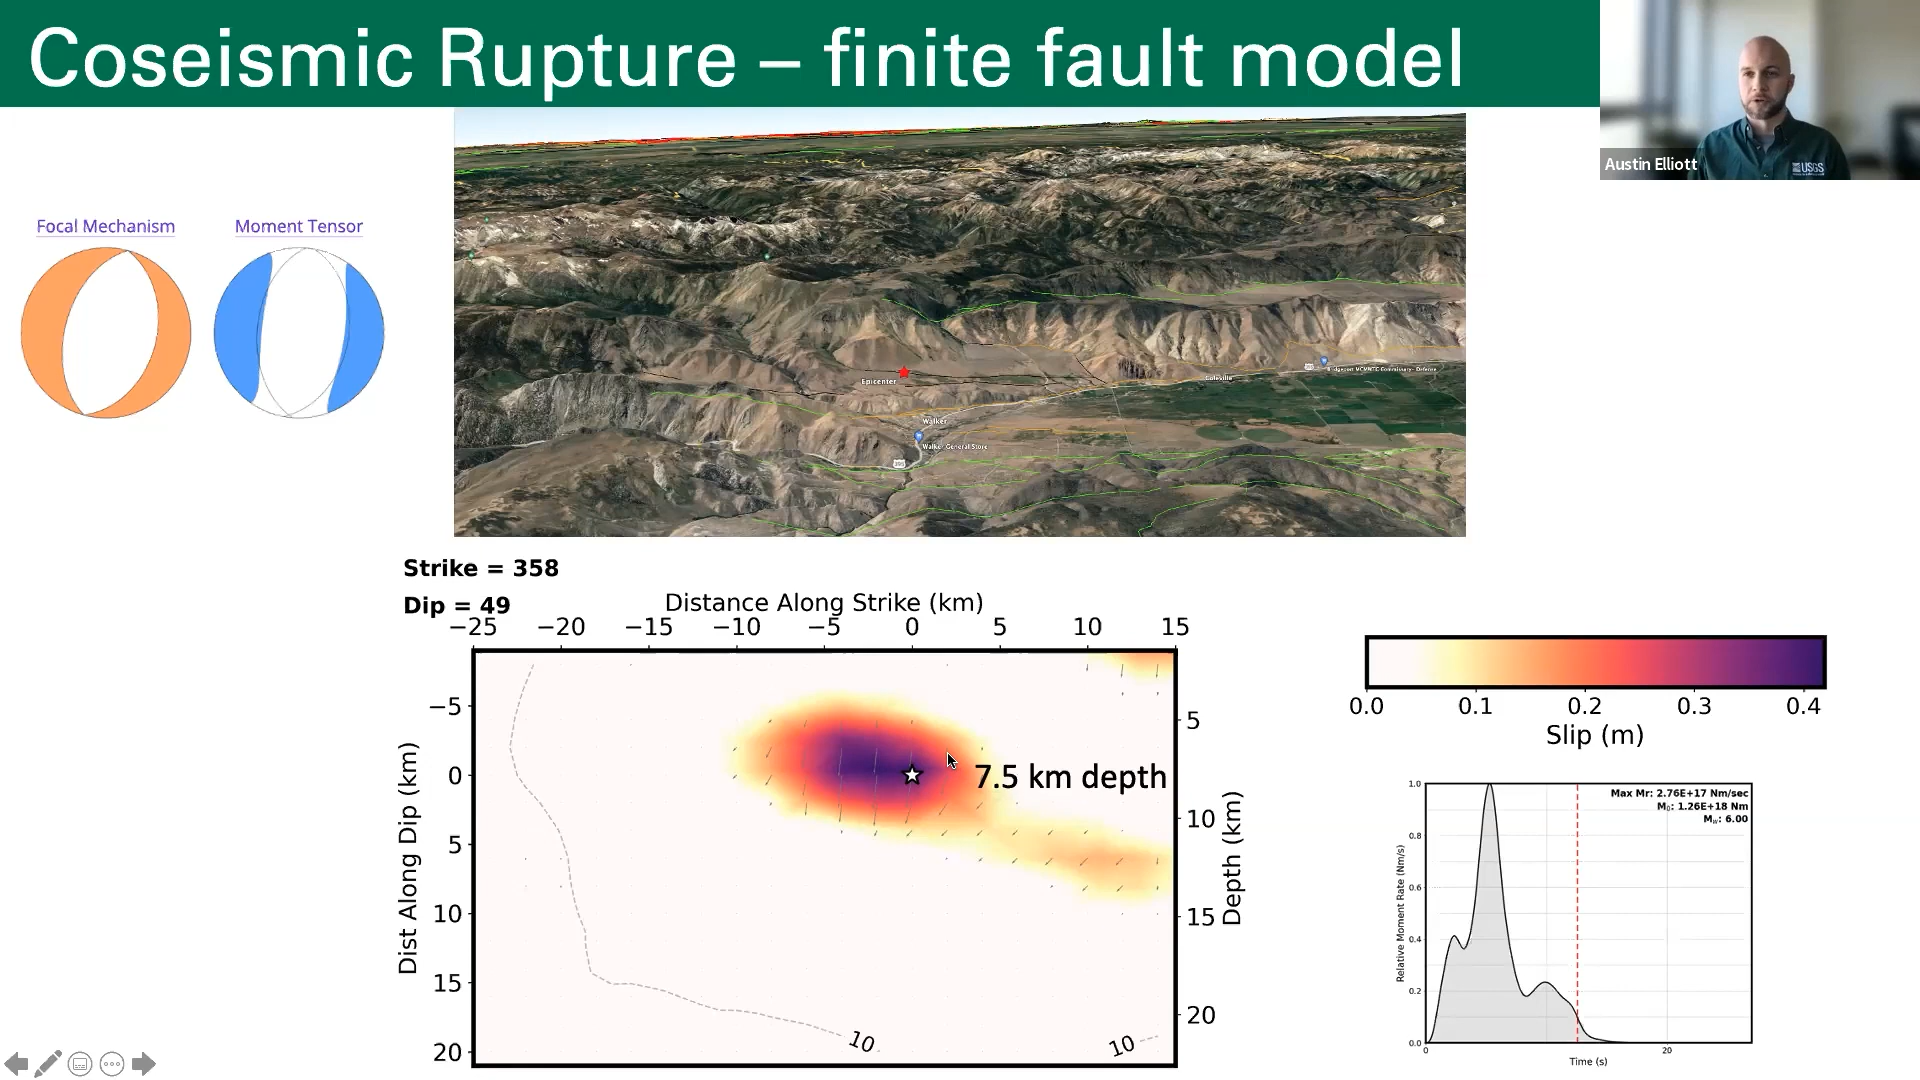 Coseismic Rupture – finite fault model
Austin Elliott
USGS
Focal Mechanism
Moment Tensor
Epicenter
Walker
Walker General Store
395
Coleville
395
Strike = 358
Dip = 49
Distance Along Strike (km)
−25 −20 −15 −10 −5 0 5 10 15
Dist Along Dip (km)
−5
0
5
10
15
20
7.5 km depth
10
10
Depth (km)
5
10
15
20
0.0 0.1 0.2 0.3 0.4
Slip (m)
Relative Moment Rate (Nm/s)
1.0
0.8
0.6
0.4
0.2
0.0
Max Mr: 2.76E+17 Nm/sec
M₀: 1.26E+18 Nm
Mw: 6.00
0 20
Time (s)